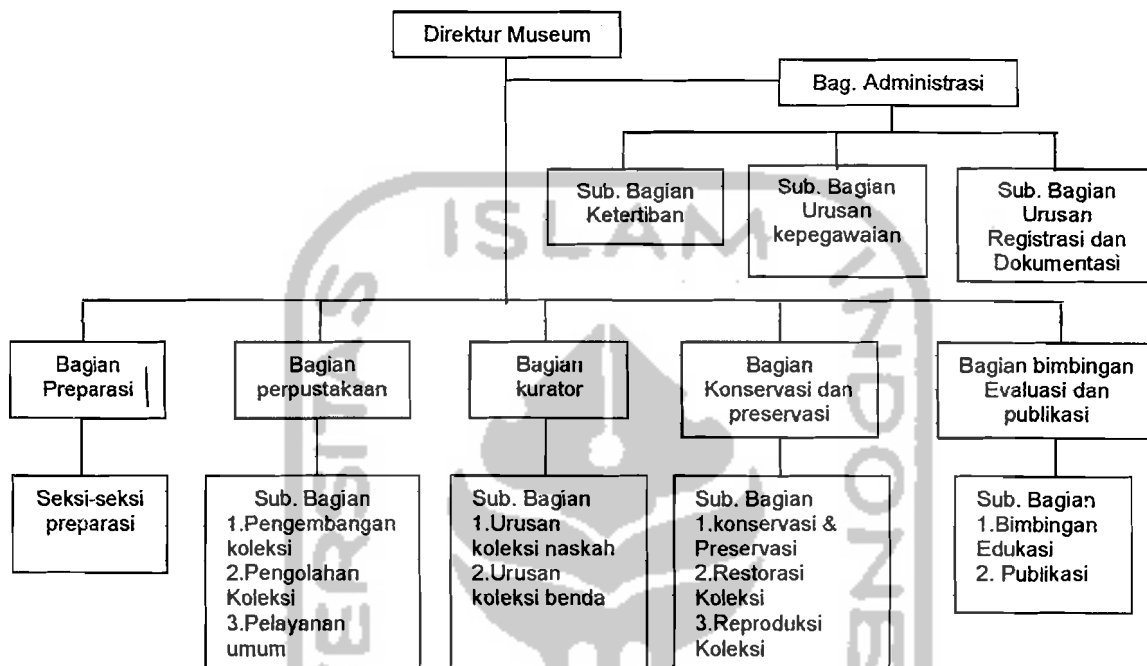 Direktur Museum
Bag. Administrasi
Sub. Bagian
Ketertiban
Sub. Bagian
Urusan
kepegawaian
Sub. Bagian
Urusan
Registrasi dan
Dokumentasi
Bagian
Preparasi
Bagian
perpustakaan
Bagian
kurator
Bagian
Konservasi dan
preservasi
Bagian bimbingan
Evaluasi dan
publikasi
Seksi-seksi
preparasi
Sub. Bagian
1.Pengembangan
koleksi
2.Pengolahan
Koleksi
3.Pelayanan
umum
Sub. Bagian
1.Urusan
koleksi naskah
2.Urusan
koleksi benda
Sub. Bagian
1.konservasi &
Preservasi
2.Restorasi
Koleksi
3.Reproduksi
Koleksi
Sub. Bagian
1.Bimbingan
Edukasi
2. Publikasi
ISLAM
INDONE
ERSITAS